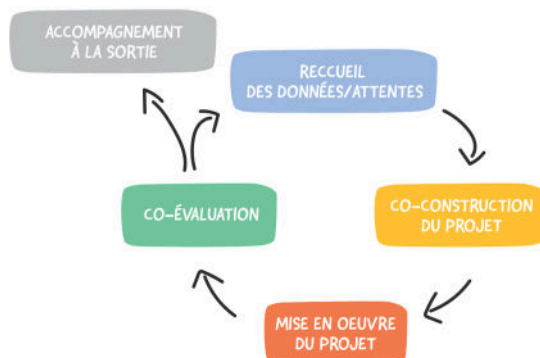 ACCOMPAGNEMENT
À LA SORTIE
RECCUEIL
DES DONNÉES/ATTENTES
CO-ÉVALUATION
CO-CONSTRUCTION
DU PROJET
MISE EN OEUVRE
DU PROJET